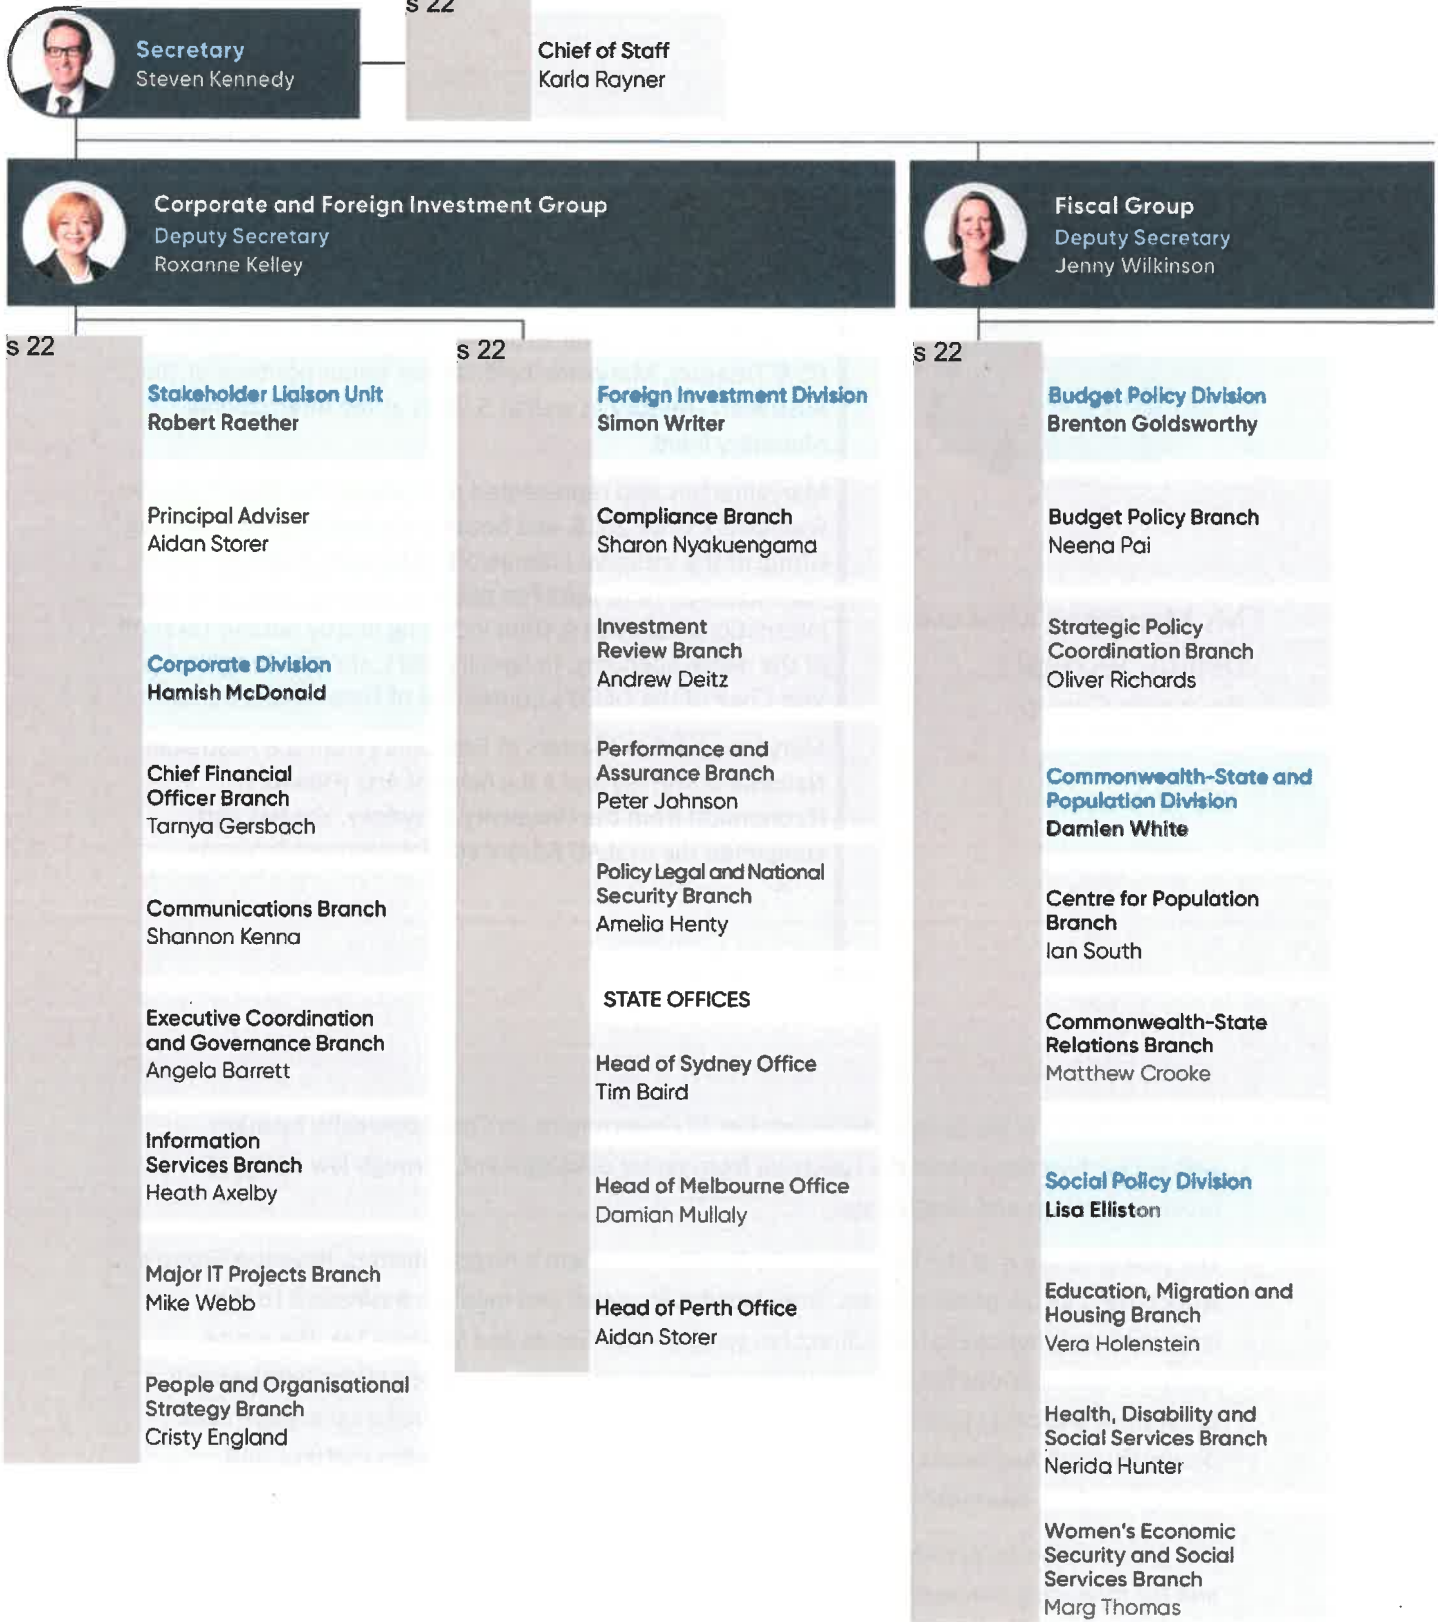 s 22
Secretary
Steven Kennedy
Chief of Staff
Karla Rayner
Corporate and Foreign Investment Group
Deputy Secretary
Roxanne Kelley
Fiscal Group
Deputy Secretary
Jenny Wilkinson
s 22
Stakeholder Liaison Unit
Robert Raether
Principal Adviser
Aidan Storer
Corporate Division
Hamish McDonald
Chief Financial
Officer Branch
Tarnya Gersbach
Communications Branch
Shannon Kenna
Executive Coordination
and Governance Branch
Angela Barrett
Information
Services Branch
Heath Axelby
Major IT Projects Branch
Mike Webb
People and Organisational
Strategy Branch
Cristy England
s 22
Foreign Investment Division
Simon Writer
Compliance Branch
Sharon Nyakuengama
Investment
Review Branch
Andrew Deitz
Performance and
Assurance Branch
Peter Johnson
Policy Legal and National
Security Branch
Amelia Henty
STATE OFFICES
Head of Sydney Office
Tim Baird
Head of Melbourne Office
Damian Mullaly
Head of Perth Office
Aidan Storer
s 22
Budget Policy Division
Brenton Goldsworthy
Budget Policy Branch
Neena Pai
Strategic Policy
Coordination Branch
Oliver Richards
Commonwealth-State and
Population Division
Damien White
Centre for Population
Branch
Ian South
Commonwealth-State
Relations Branch
Matthew Crooke
Social Policy Division
Lisa Elliston
Education, Migration and
Housing Branch
Vera Holenstein
Health, Disability and
Social Services Branch
Nerida Hunter
Women's Economic
Security and Social
Services Branch
Marg Thomas